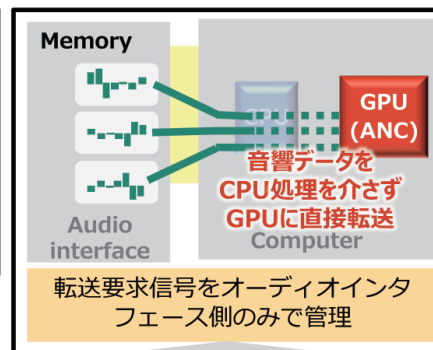 Memory
CPU
GPU
(ANC)
音響データを
CPU処理を介さず
GPUに直接転送
Audio
interface
Computer
転送要求信号をオーディオインタ
フェース側のみで管理